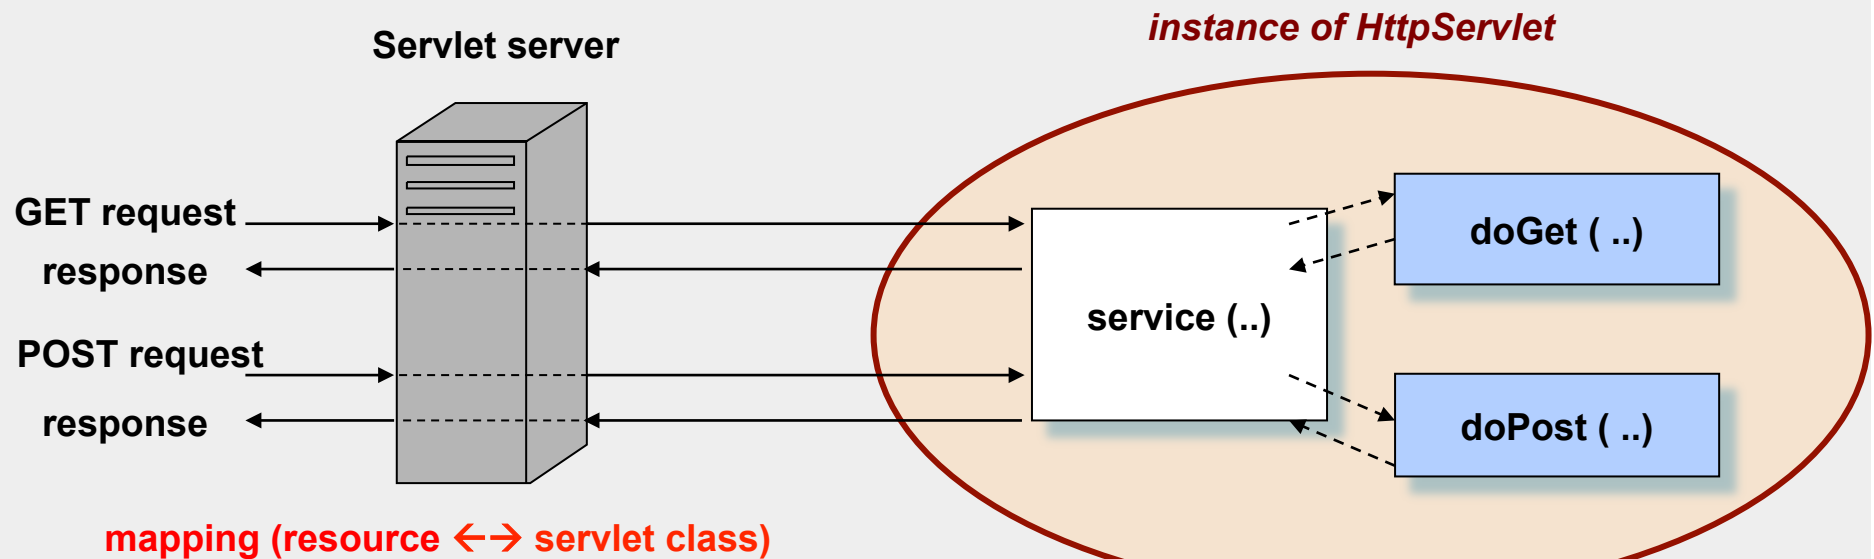 instance of HttpServlet
Servlet server
GET request
response
POST request
response
service (..)
doGet ( ..)
doPost ( ..)
mapping (resource ←→ servlet class)